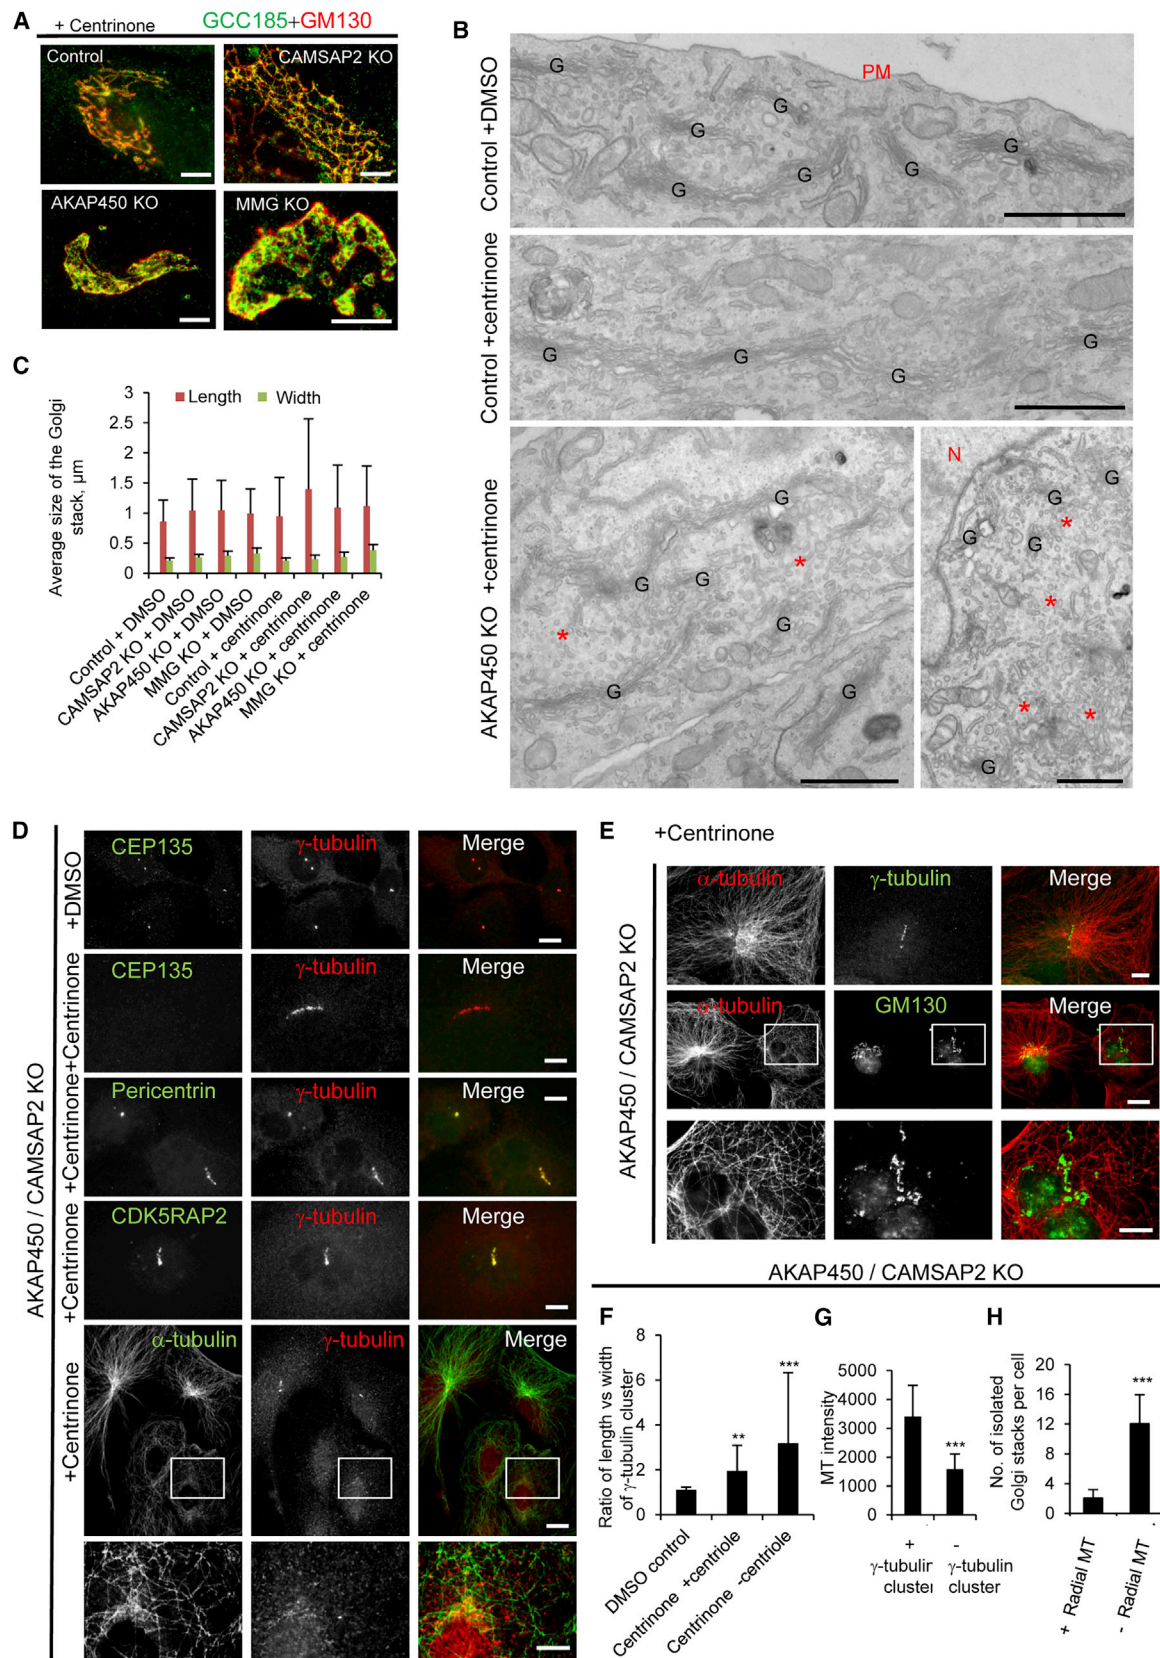 A
+ Centrinone
GCC185+GM130
Control
CAMSAP2 KO
AKAP450 KO
MMG KO
B
Control +DMSO
PM
G
G
G
G
G
G
G
Control +centrinone
G
G
G
G
AKAP450 KO +centrinone
G
G
G
G
G
G
*
*
N
G
G
G
G
G
*
*
*
*
C
Average size of the Golgi
stack, μm
3
2.5
2
1.5
1
0.5
0
Length
Width
Control + DMSO
CAMSAP2 KO + DMSO
AKAP450 KO + DMSO
MMG KO + DMSO
Control + centrinone
CAMSAP2 KO + centrinone
AKAP450 KO + centrinone
MMG KO + centrinone
D
AKAP450 / CAMSAP2 KO
+DMSO
CEP135
γ-tubulin
Merge
+Centrinone
CEP135
γ-tubulin
Merge
+Centrinone
Pericentrin
γ-tubulin
Merge
+Centrinone
CDK5RAP2
γ-tubulin
Merge
+Centrinone
α-tubulin
γ-tubulin
Merge
E
+Centrinone
AKAP450 / CAMSAP2 KO
α-tubulin
γ-tubulin
Merge
α-tubulin
GM130
Merge
AKAP450 / CAMSAP2 KO
F
Ratio of length vs width
of γ-tubulin cluster
8
6
4
2
0
**
***
DMSO control
Centrinone +centriole
Centrinone -centriole
G
MT intensity
5000
4000
3000
2000
1000
0
***
+
γ-tubulin
cluster
-
γ-tubulin
cluster
H
No. of isolated
Golgi stacks per cell
20
16
12
8
4
0
***
+ Radial MT
- Radial MT